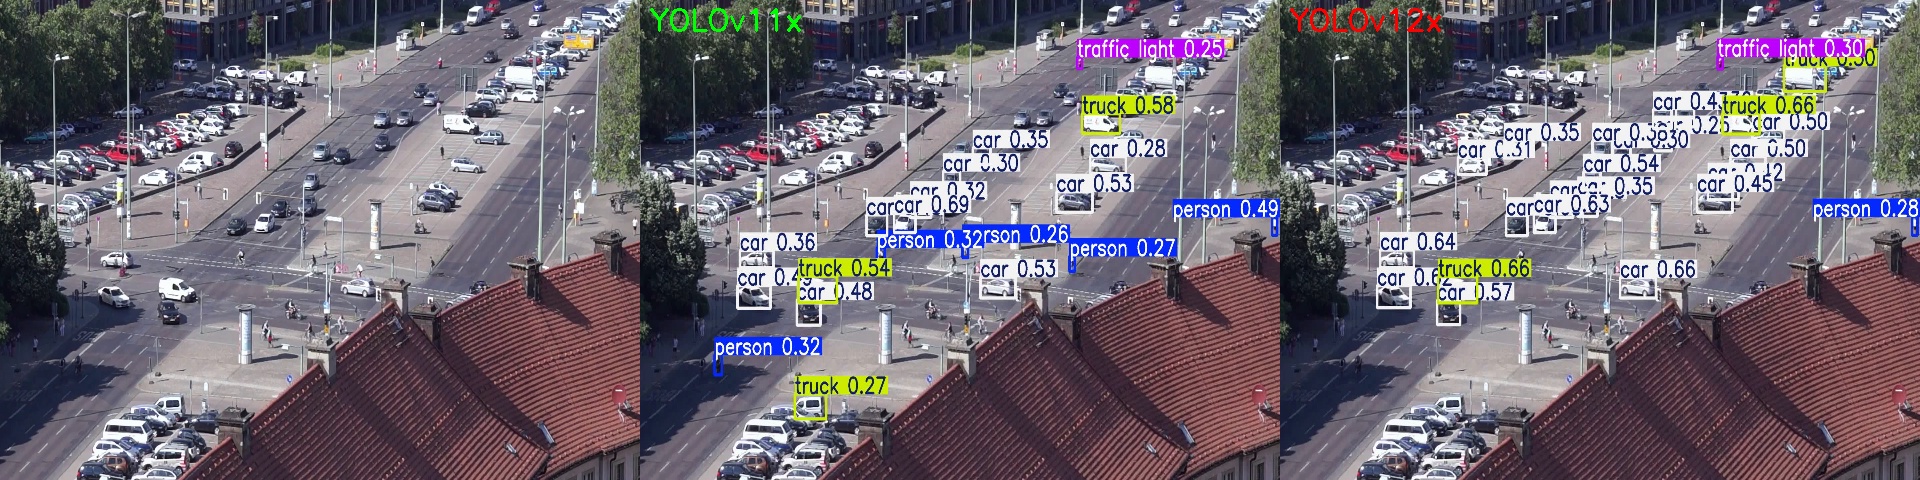 YOLOv11x
traffic light 0.25
truck 0.58
car 0.35
car 0.28
car 0.30
car 0.53
car 0.32
car 0.69
person 0.49
person 0.32
person 0.26
person 0.27
car 0.36
truck 0.54
car 0.53
car 0.48
person 0.32
truck 0.27
YOLOv12x
traffic light 0.30
truck 0.66
car 0.50
car 0.35
car 0.31
car 0.54
car 0.50
car 0.35
car 0.45
car 0.63
person 0.28
car 0.64
truck 0.66
car 0.66
car 0.57